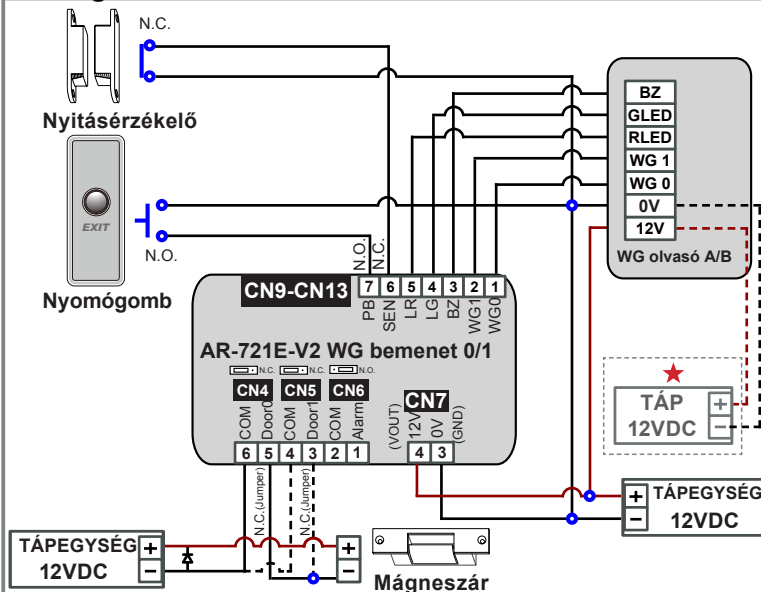 N.C.
Nyitásérzékelő
EXIT
N.O.
Nyomógomb
BZ
GLED
RLED
WG 1
WG 0
0V
12V
WG olvasó A/B
N.O.
N.C.
CN9-CN13
7 6 5 4 3 2 1
PB SEN LR LG BZ WG1 WG0
AR-721E-V2 WG bemenet 0/1
N.C. N.C. N.O.
CN4 CN5 CN6
COM Door0 COM Door1 COM Alarm
6 5 4 3 2 1
CN7
(VOUT) 12V 0V (GND)
4 3
N.C.(Jumper) N.C.(Jumper)
TÁP +
12VDC −
+ TÁPEGYSÉG
− 12VDC
TÁPEGYSÉG +
12VDC −
+
−
Mágneszár